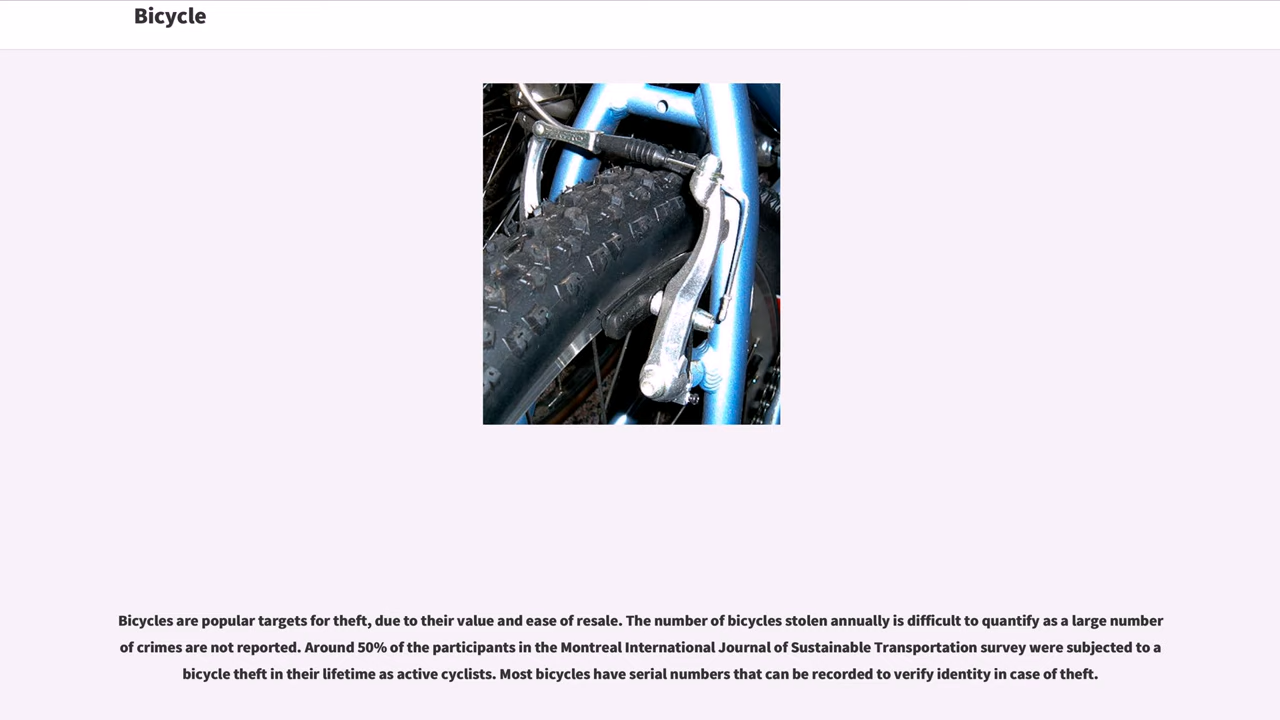 Bicycle
Bicycles are popular targets for theft, due to their value and ease of resale. The number of bicycles stolen annually is difficult to quantify as a large number
of crimes are not reported. Around 50% of the participants in the Montreal International Journal of Sustainable Transportation survey were subjected to a
bicycle theft in their lifetime as active cyclists. Most bicycles have serial numbers that can be recorded to verify identity in case of theft.